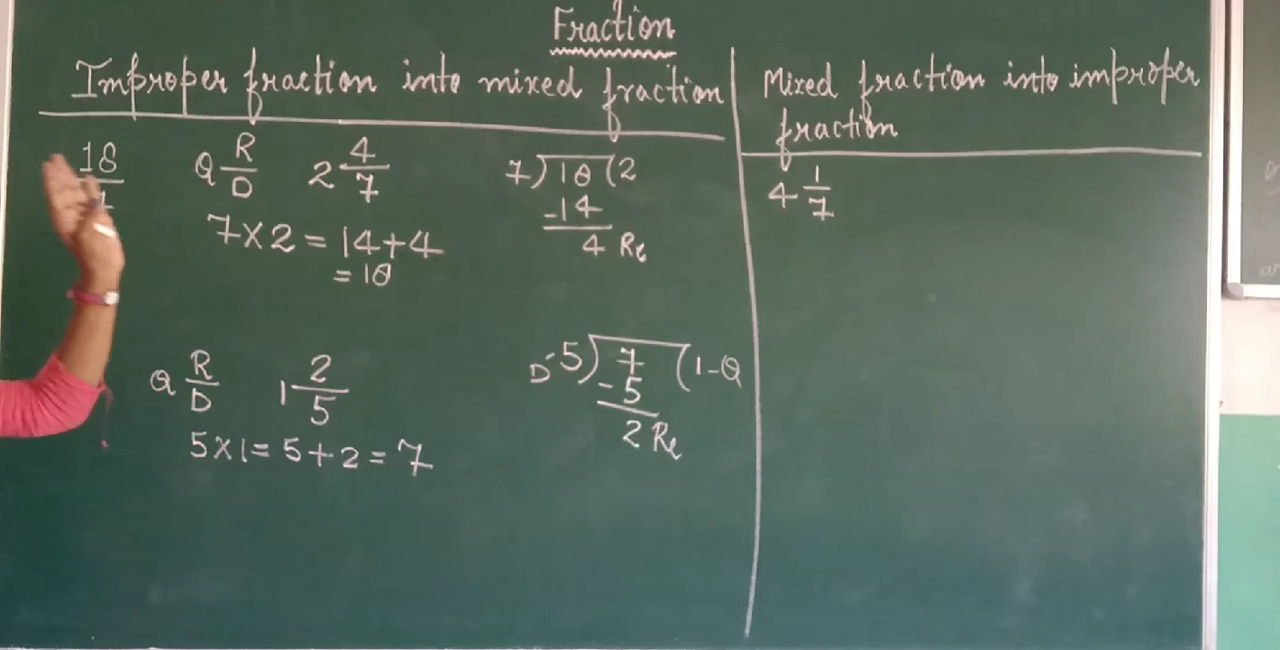 Fraction
Improper fraction into mixed fraction
18
Q R/D
2 4/7
7)18(2
-14
4 Re
7×2=14+4
=18
Q R/D
1 2/5
D-5)7(1-Q
-5
2 Re
5×1=5+2=7
Mixed fraction into improper
fraction
4 1/7